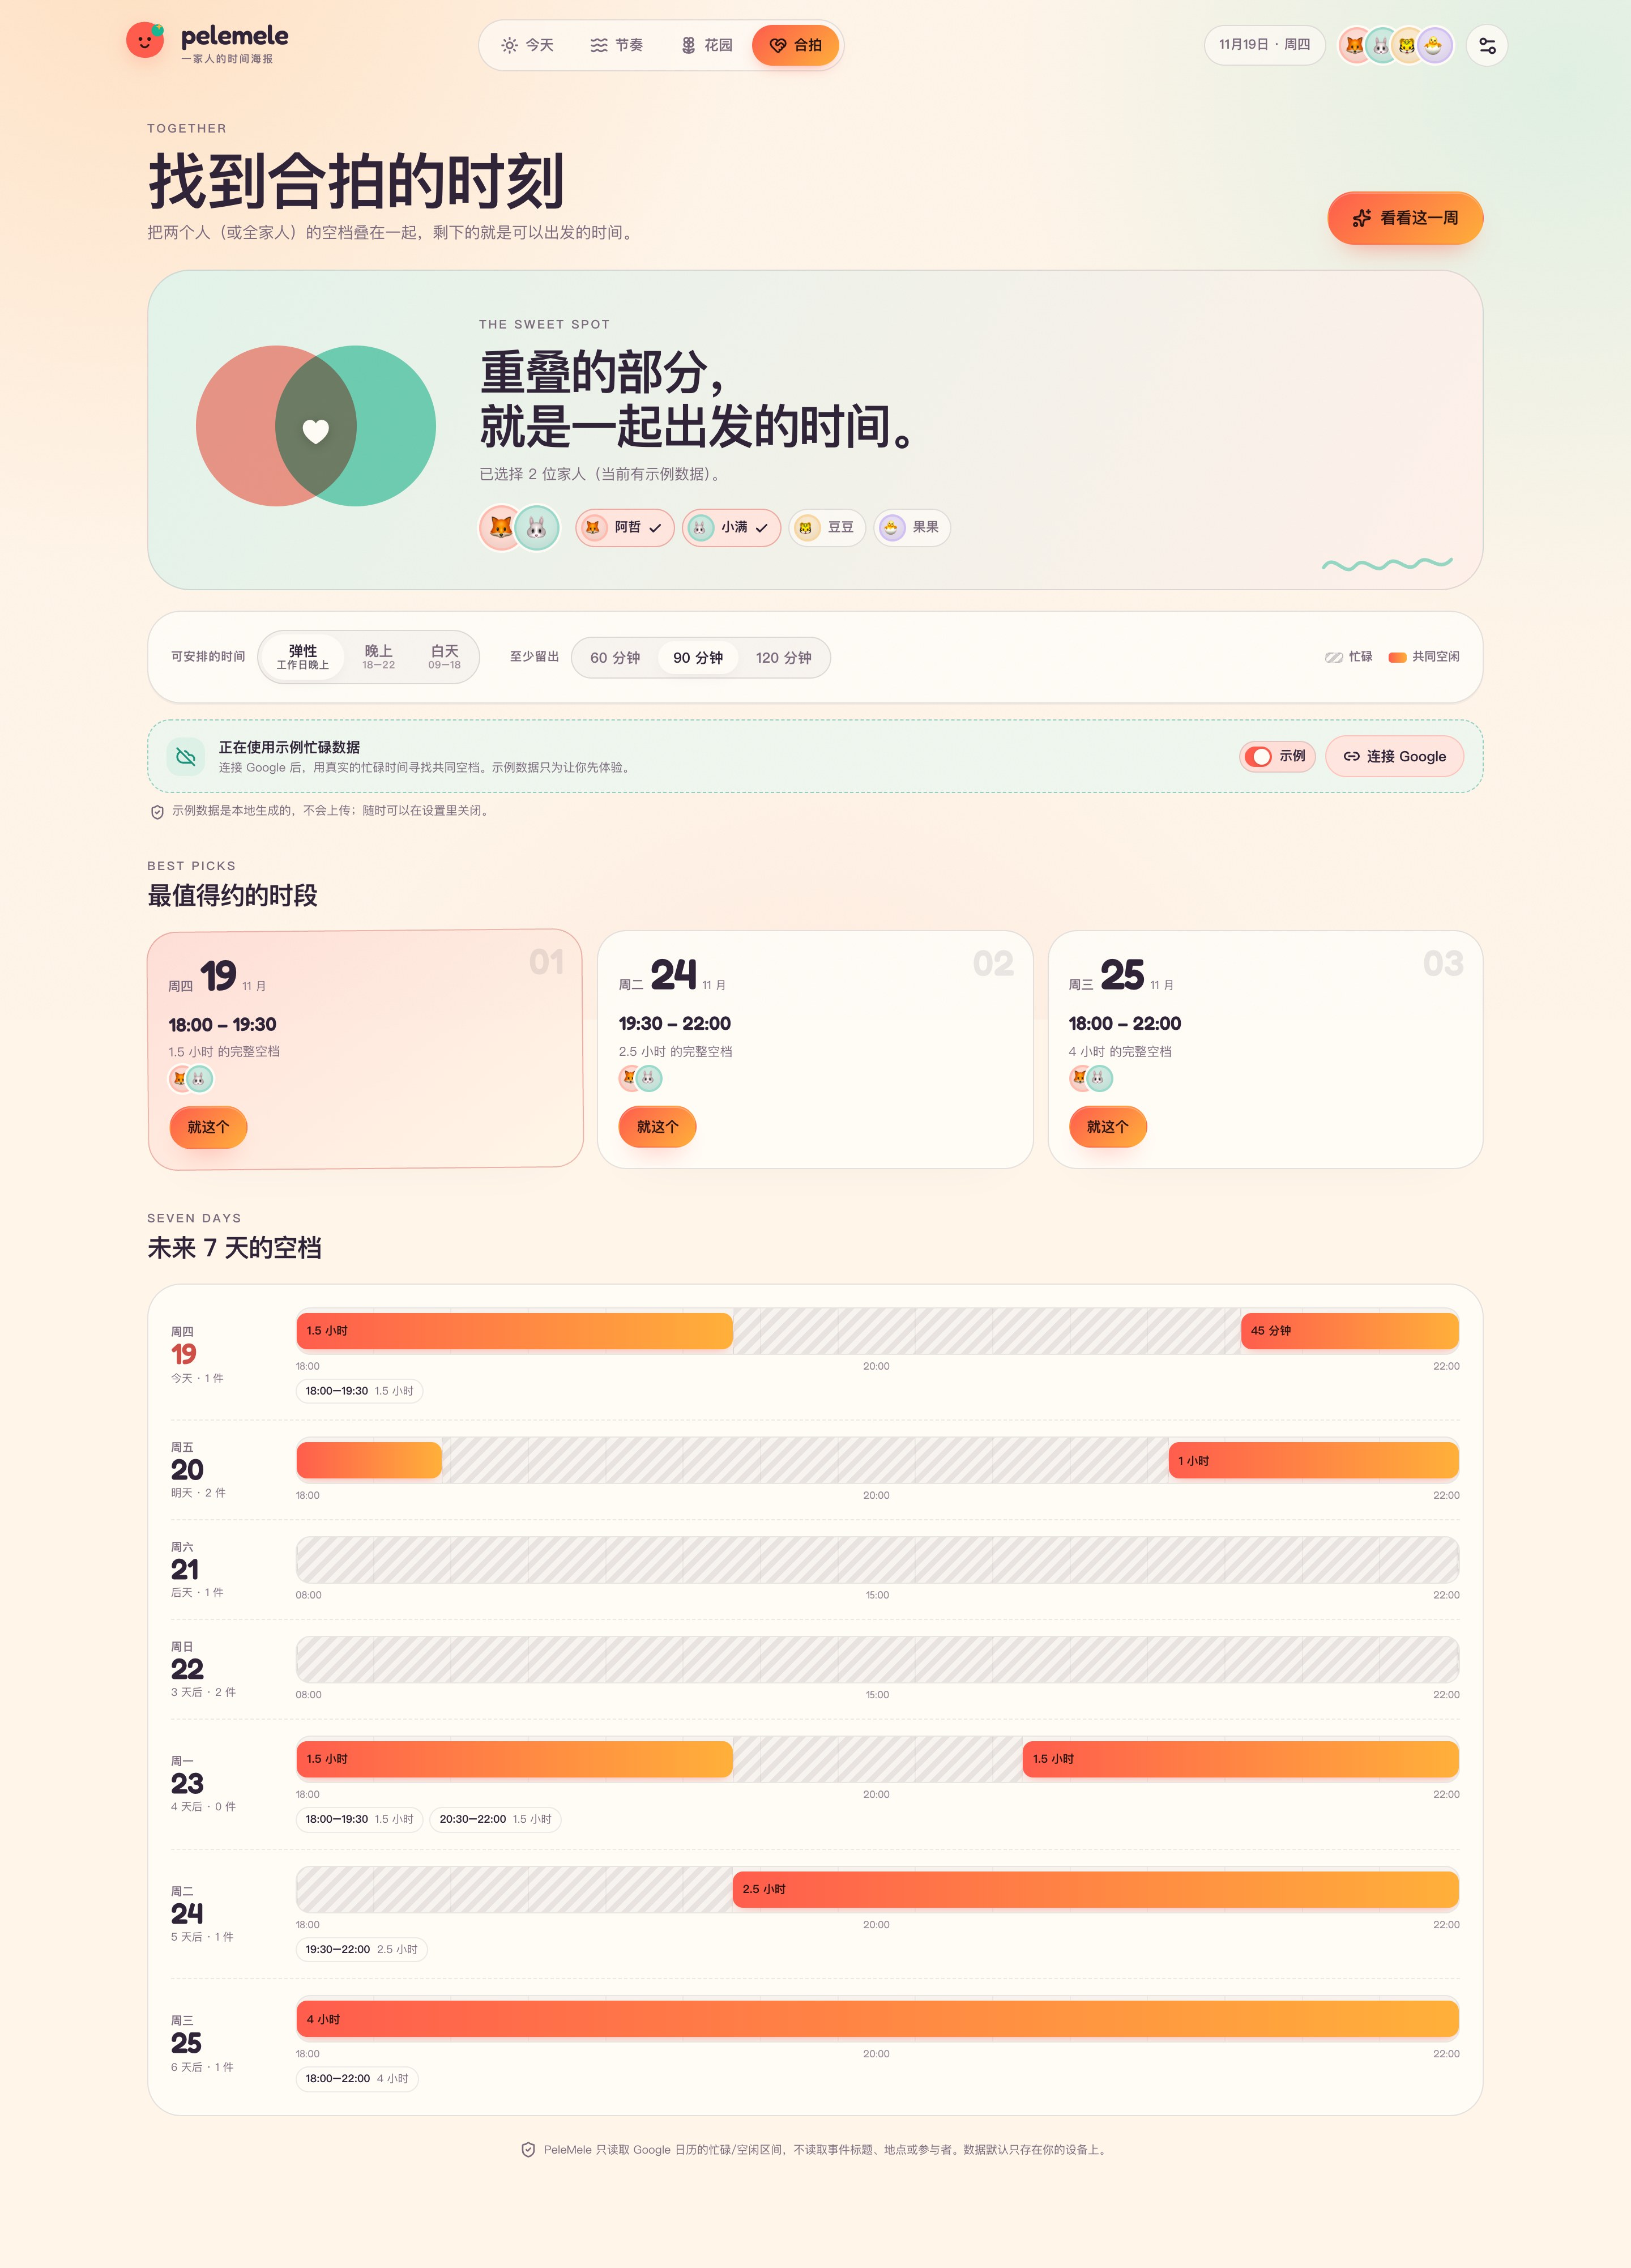 pelemele
一家人的时间海报
今天
节奏
花园
合拍
11月19日 · 周四
TOGETHER
找到合拍的时刻
把两个人（或全家人）的空档叠在一起，剩下的就是可以出发的时间。
看看这一周
THE SWEET SPOT
重叠的部分，
就是一起出发的时间。
已选择 2 位家人（当前有示例数据）。
阿哲
小满
豆豆
果果
可安排的时间
弹性
工作日晚上
晚上
18—22
白天
09—18
至少留出
60 分钟
90 分钟
120 分钟
忙碌
共同空闲
正在使用示例忙碌数据
连接 Google 后，用真实的忙碌时间寻找共同空档。示例数据只为让你先体验。
示例
连接 Google
示例数据是本地生成的，不会上传；随时可以在设置里关闭。
BEST PICKS
最值得约的时段
01
周四 19 11 月
18:00 – 19:30
1.5 小时 的完整空档
就这个
02
周二 24 11 月
19:30 – 22:00
2.5 小时 的完整空档
就这个
03
周三 25 11 月
18:00 – 22:00
4 小时 的完整空档
就这个
SEVEN DAYS
未来 7 天的空档
周四
19
今天 · 1 件
1.5 小时
45 分钟
18:00
20:00
22:00
18:00—19:30 1.5 小时
周五
20
明天 · 2 件
1 小时
18:00
20:00
22:00
周六
21
后天 · 1 件
08:00
15:00
22:00
周日
22
3 天后 · 2 件
08:00
15:00
22:00
周一
23
4 天后 · 0 件
1.5 小时
1.5 小时
18:00
20:00
22:00
18:00—19:30 1.5 小时
20:30—22:00 1.5 小时
周二
24
5 天后 · 1 件
2.5 小时
18:00
20:00
22:00
19:30—22:00 2.5 小时
周三
25
6 天后 · 1 件
4 小时
18:00
20:00
22:00
18:00—22:00 4 小时
PeleMele 只读取 Google 日历的忙碌/空闲区间，不读取事件标题、地点或参与者。数据默认只存在你的设备上。